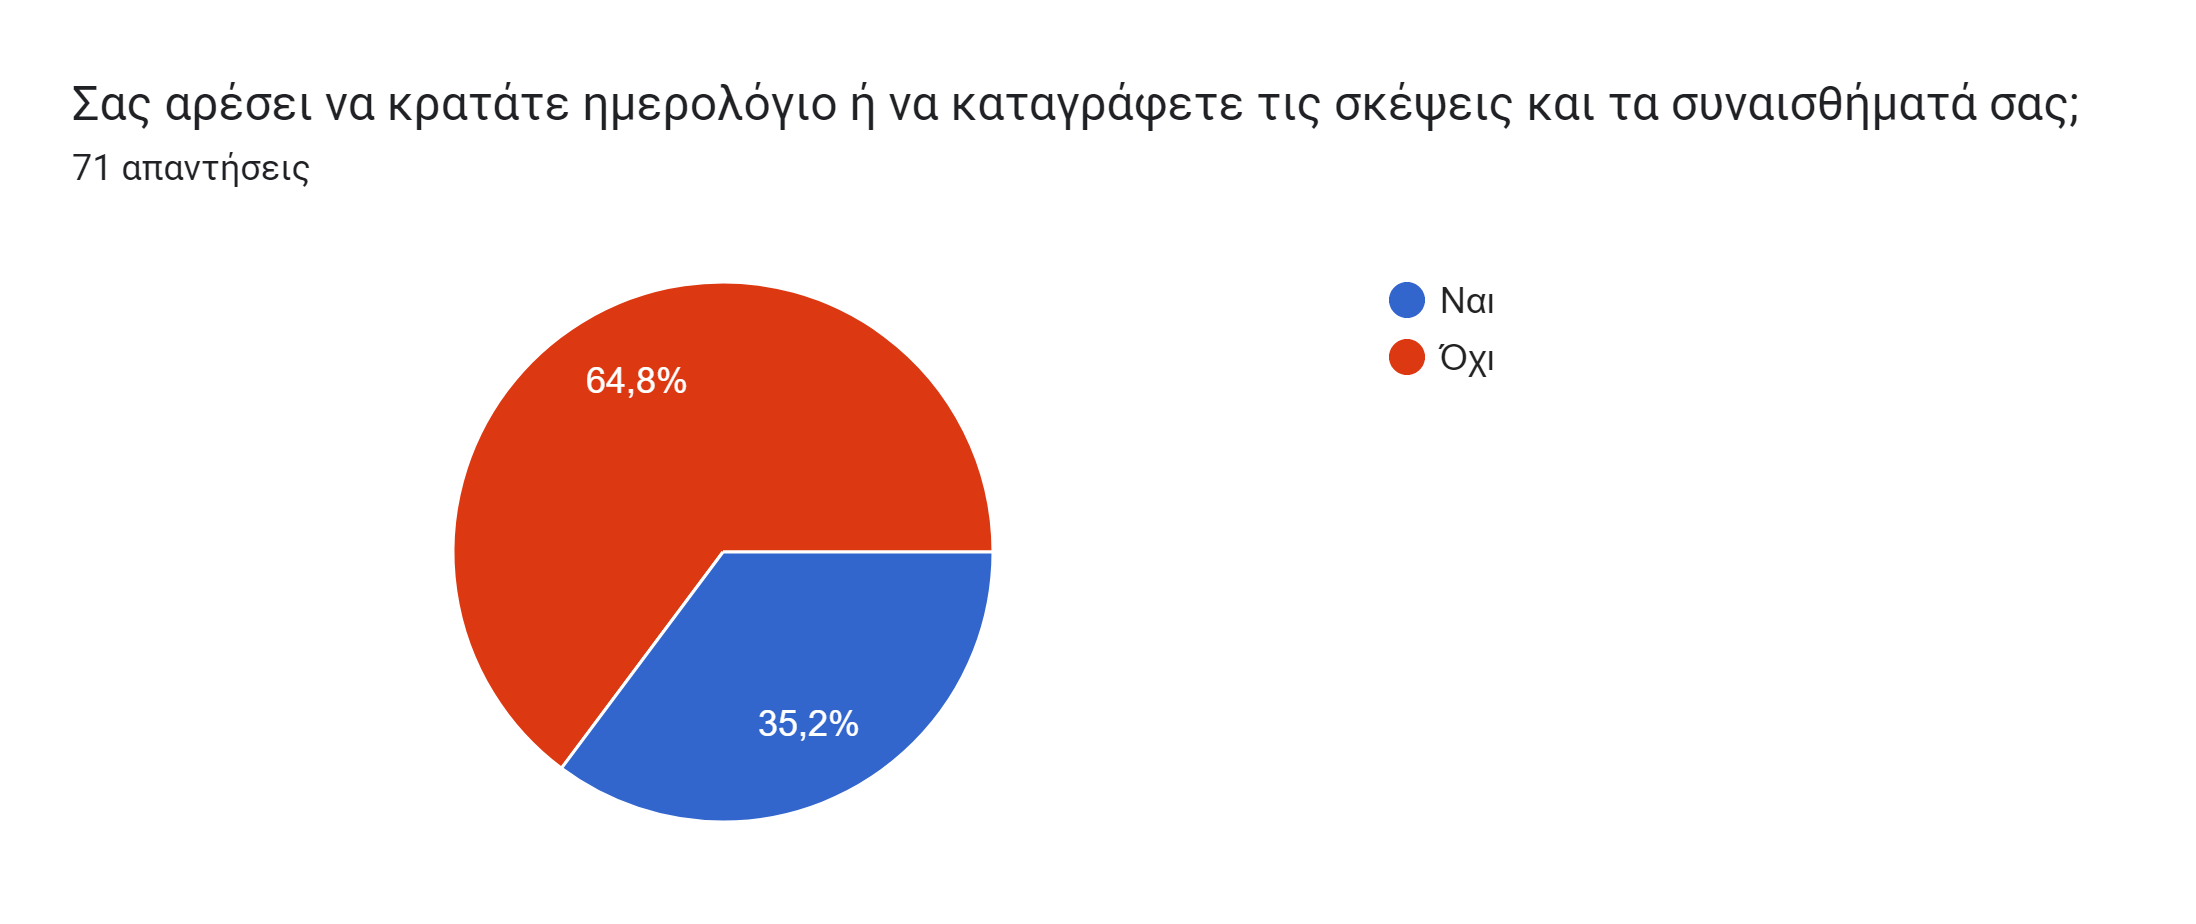 Σας αρέσει να κρατάτε ημερολόγιο ή να καταγράφετε τις σκέψεις και τα συναισθήματά σας;
71 απαντήσεις
Ναι
Όχι
64,8%
35,2%